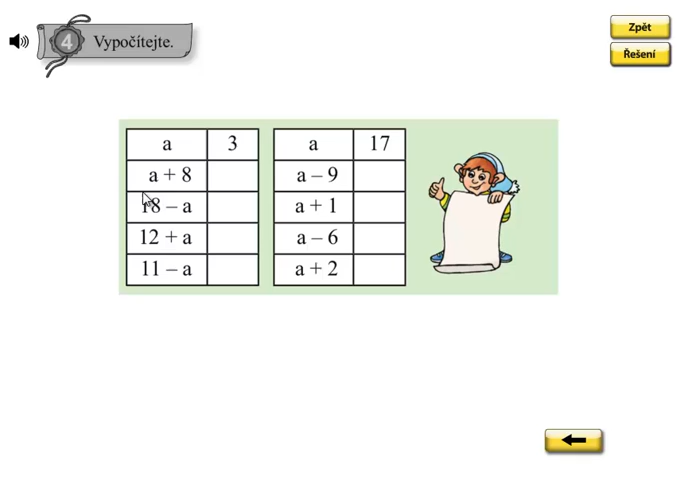 4 Vypočítejte.
Zpět
Řešení
a 3 a 17
a + 8 a – 9
18 – a a + 1
12 + a a – 6
11 – a a + 2